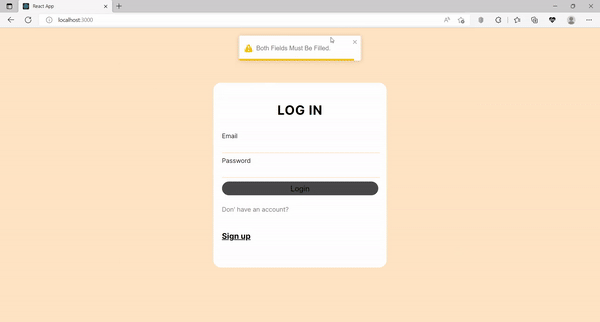 React App
localhost:3000
Both Fields Must Be Filled.
LOG IN
Email
Password
Login
Don' have an account?
Sign up